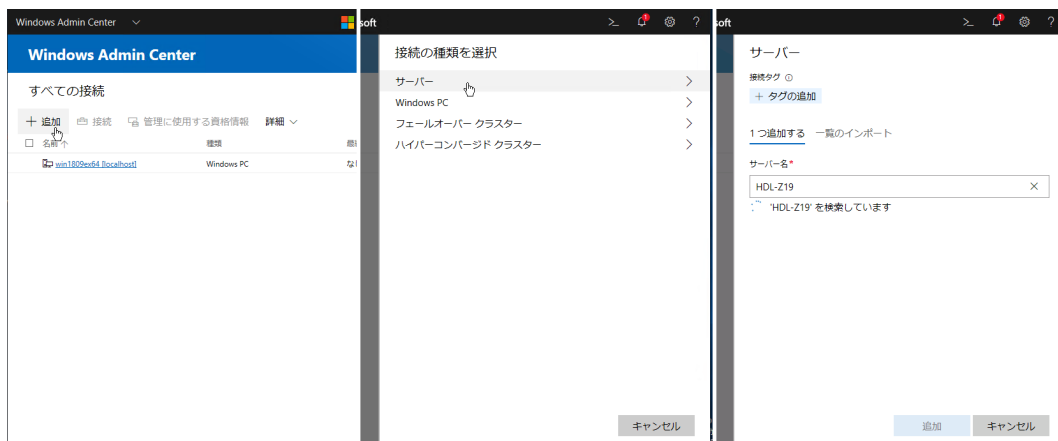 Windows Admin Center
Windows Admin Center
すべての接続
追加 接続 管理に使用する資格情報 詳細
名前 種類
win1809ex64 [localhost] Windows PC
soft
接続の種類を選択
サーバー
Windows PC
フェールオーバー クラスター
ハイパーコンバージド クラスター
キャンセル
soft
サーバー
接続タグ
+ タグの追加
1 つ追加する 一覧のインポート
サーバー名*
HDL-Z19
'HDL-Z19' を検索しています
追加 キャンセル